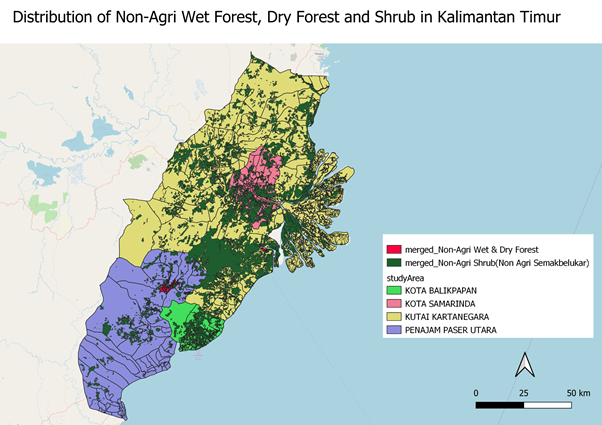 Distribution of Non-Agri Wet Forest, Dry Forest and Shrub in Kalimantan Timur
merged_Non-Agri Wet & Dry Forest
merged_Non-Agri Shrub(Non Agri Semakbelukar)
studyArea
KOTA BALIKPAPAN
KOTA SAMARINDA
KUTAI KARTANEGARA
PENAJAM PASER UTARA
0 25 50 km